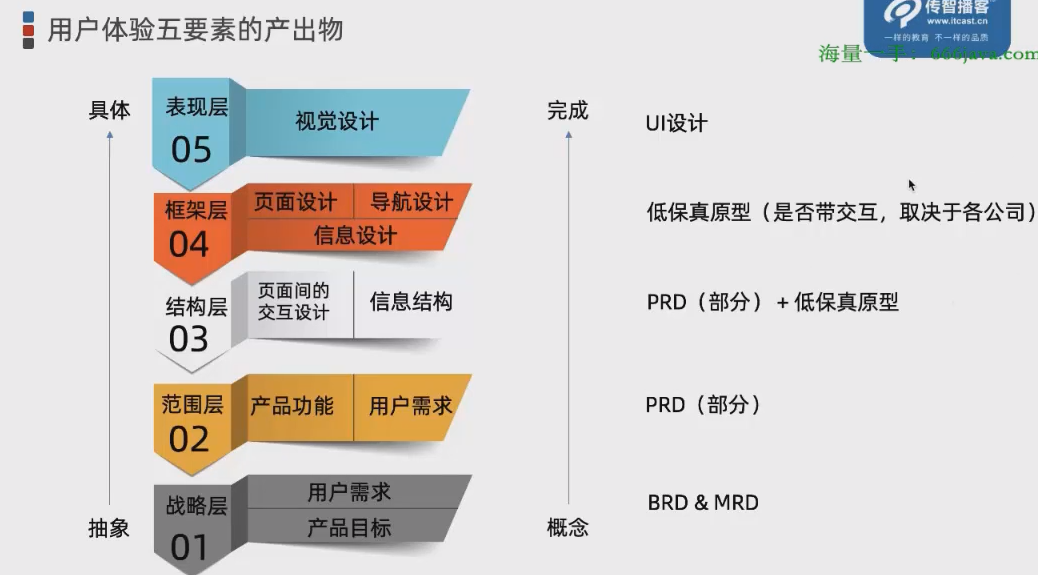 用户体验五要素的产出物
传智播客
www.itcast.cn
一样的教育 不一样的品质
具体
表现层
05
视觉设计
完成
UI设计
框架层
04
页面设计
导航设计
信息设计
低保真原型（是否带交互，取决于各公司）
结构层
03
页面间的
交互设计
信息结构
PRD（部分）+ 低保真原型
范围层
02
产品功能
用户需求
PRD（部分）
战略层
01
用户需求
产品目标
BRD & MRD
抽象
概念